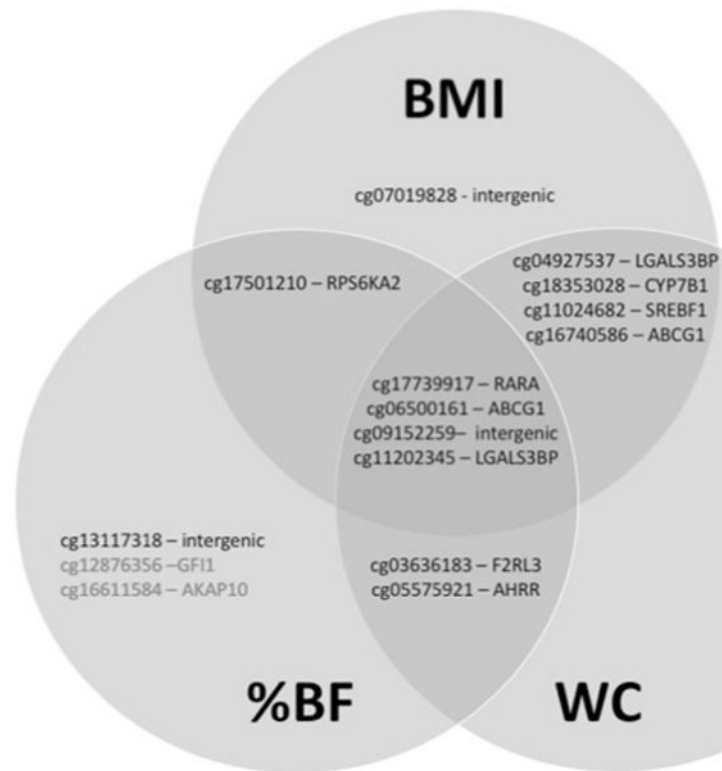 BMI
cg07019828 - intergenic
cg04927537 – LGALS3BP
cg18353028 – CYP7B1
cg11024682 – SREBF1
cg16740586 – ABCG1
cg17501210 – RPS6KA2
cg17739917 – RARA
cg06500161 – ABCG1
cg09152259– intergenic
cg11202345 – LGALS3BP
cg13117318 – intergenic
cg12876356 –GFI1
cg16611584 – AKAP10
cg03636183 – F2RL3
cg05575921 – AHRR
%BF
WC